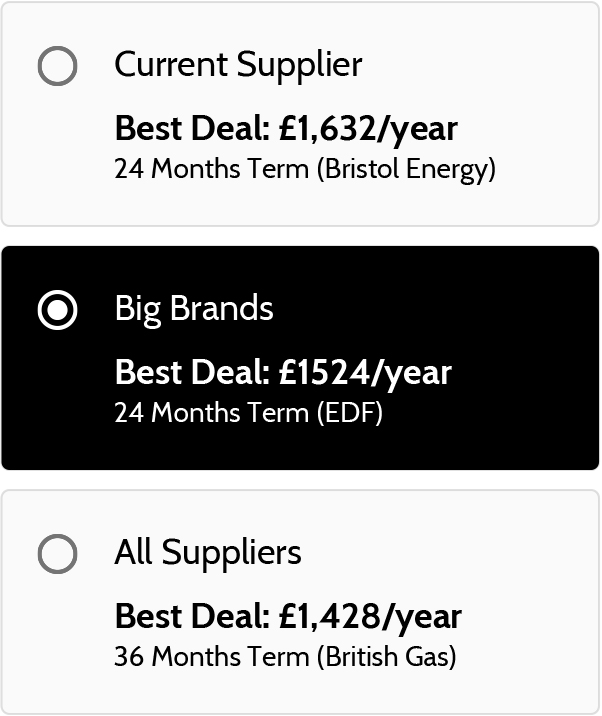 Current Supplier
Best Deal: £1,632/year
24 Months Term (Bristol Energy)
Big Brands
Best Deal: £1524/year
24 Months Term (EDF)
All Suppliers
Best Deal: £1,428/year
36 Months Term (British Gas)